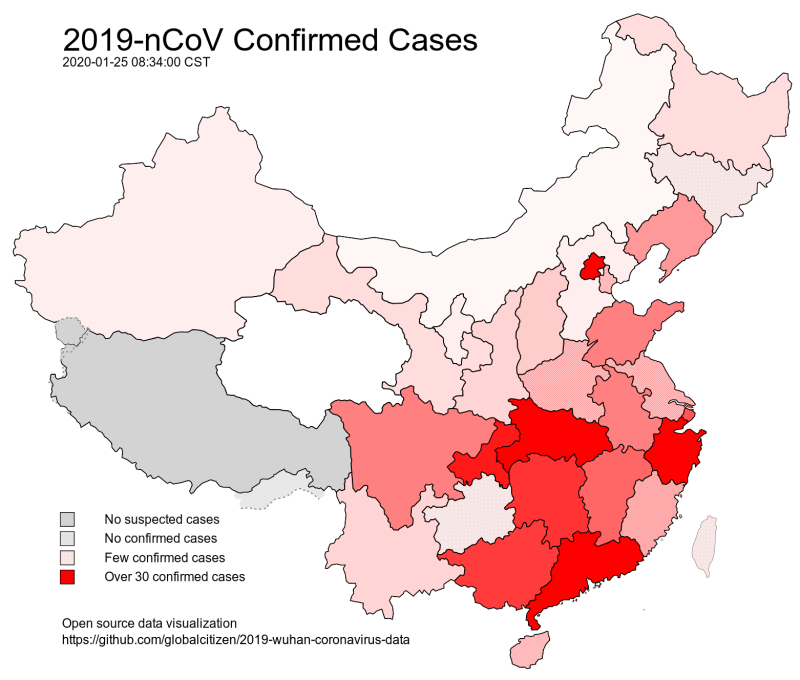 2019-nCoV Confirmed Cases
2020-01-25 08:34:00 CST
No suspected cases
No confirmed cases
Few confirmed cases
Over 30 confirmed cases
Open source data visualization
https://github.com/globalcitizen/2019-wuhan-coronavirus-data